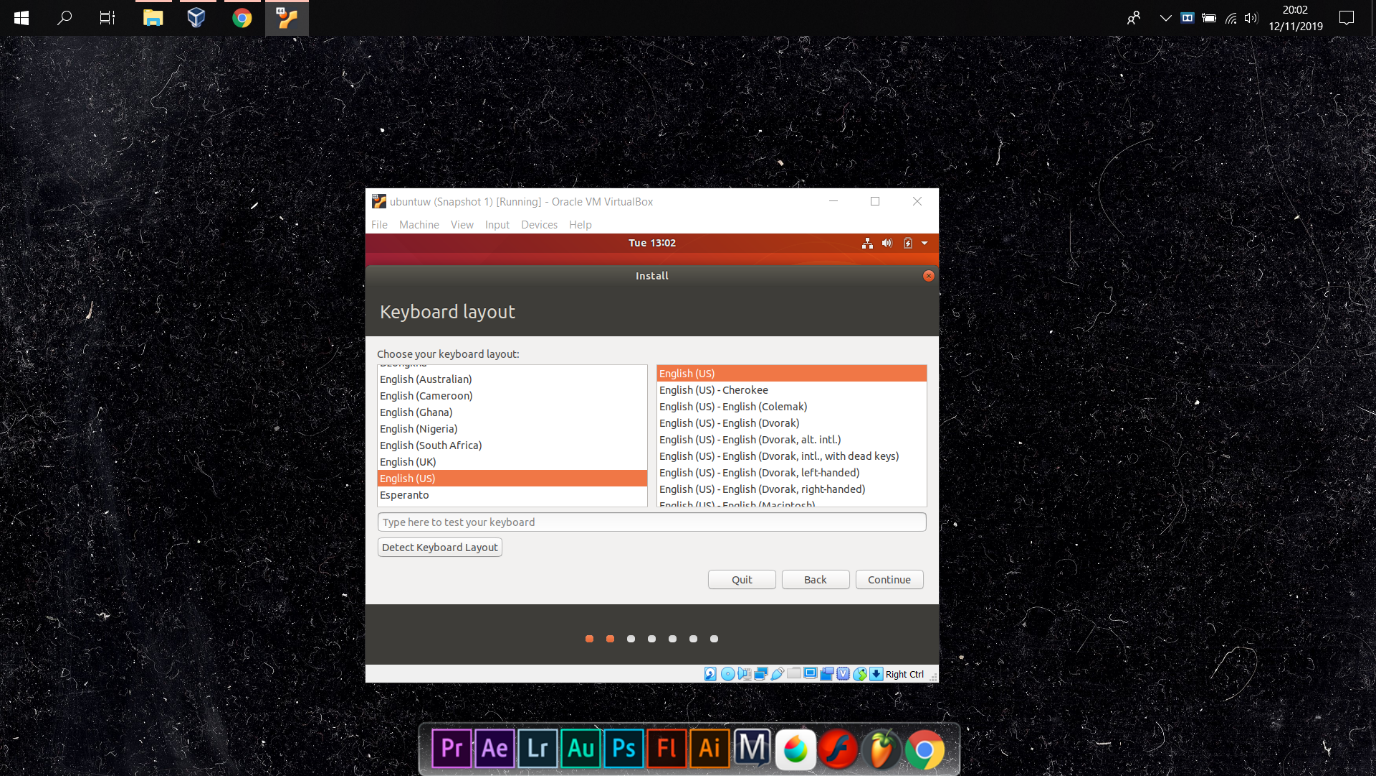 20:02
12/11/2019
ubuntuw (Snapshot 1) [Running] - Oracle VM VirtualBox
File Machine View Input Devices Help
Tue 13:02
Install
Keyboard layout
Choose your keyboard layout:
English (Australian)
English (Cameroon)
English (Ghana)
English (Nigeria)
English (South Africa)
English (UK)
English (US)
Esperanto
English (US)
English (US) - Cherokee
English (US) - English (Colemak)
English (US) - English (Dvorak)
English (US) - English (Dvorak, alt. intl.)
English (US) - English (Dvorak, intl., with dead keys)
English (US) - English (Dvorak, left-handed)
English (US) - English (Dvorak, right-handed)
English (US) - English (Macintosh)
Type here to test your keyboard
Detect Keyboard Layout
Quit Back Continue
Right Ctrl
Pr Ae Lr Au Ps Fl Ai M